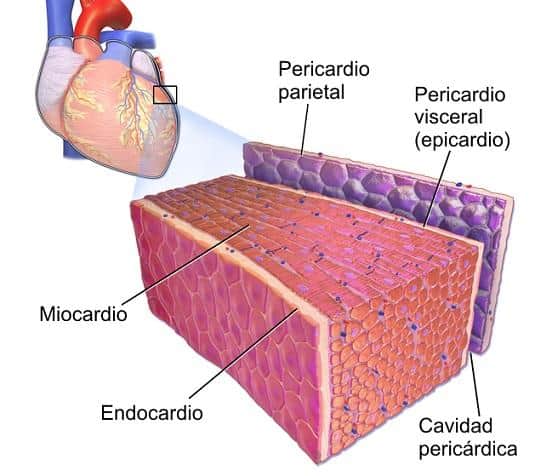 Pericardio
parietal
Pericardio
visceral
(epicardio)
Miocardio
Endocardio
Cavidad
pericárdica